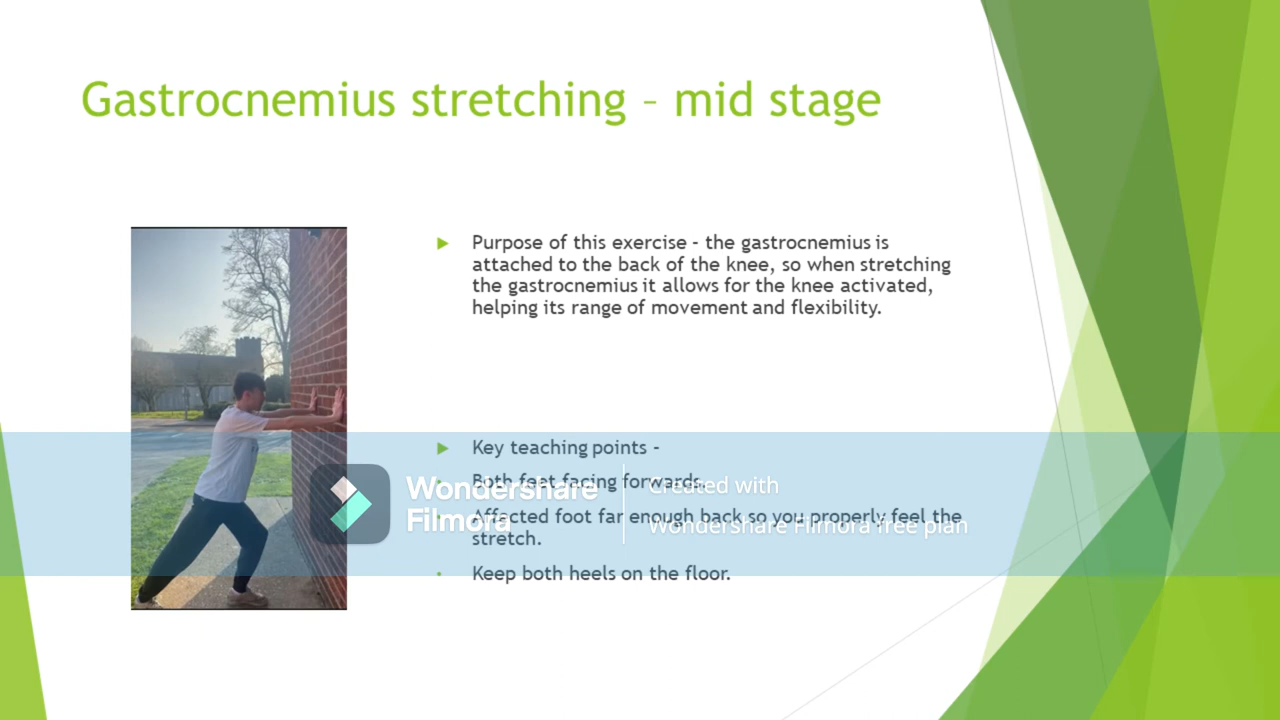 Gastrocnemius stretching – mid stage
Purpose of this exercise - the gastrocnemius is
attached to the back of the knee, so when stretching
the gastrocnemius it allows for the knee activated,
helping its range of movement and flexibility.
Key teaching points -
Both feet facing forwards.
Affected foot far enough back so you properly feel the
stretch.
Keep both heels on the floor.
Wondershare
Filmora
Created with
Wondershare Filmora free plan